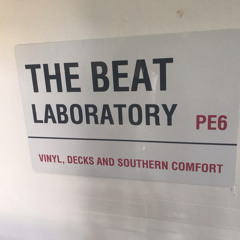 THE BEAT
LABORATORY PE6
VINYL, DECKS AND SOUTHERN COMFORT